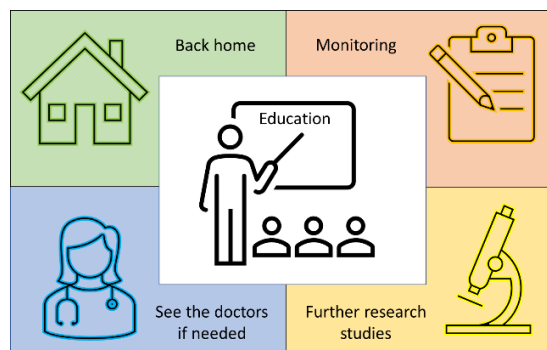 Back home
Monitoring
Education
See the doctors
if needed
Further research
studies